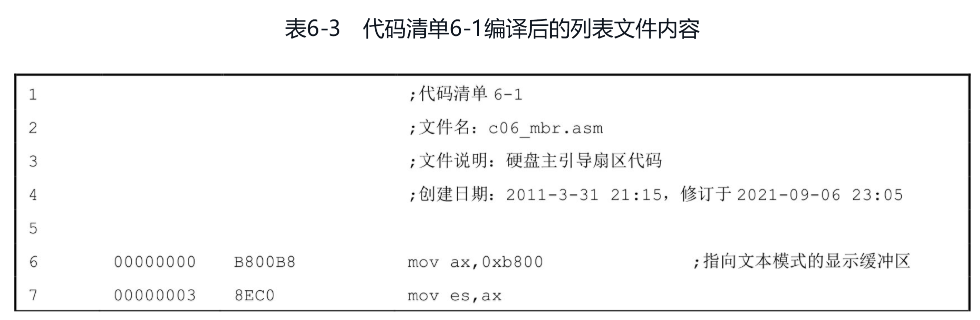 表6-3 代码清单6-1编译后的列表文件内容
1 ;代码清单 6-1
2 ;文件名：c06_mbr.asm
3 ;文件说明：硬盘主引导扇区代码
4 ;创建日期：2011-3-31 21:15，修订于 2021-09-06 23:05
5
6 00000000 B800B8 mov ax,0xb800 ;指向文本模式的显示缓冲区
7 00000003 8EC0 mov es,ax